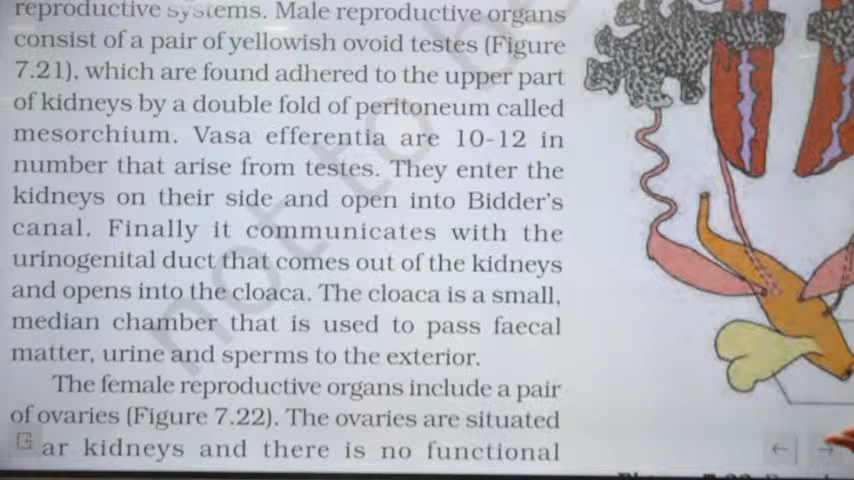 reproductive systems. Male reproductive organs
consist of a pair of yellowish ovoid testes (Figure
7.21), which are found adhered to the upper part
of kidneys by a double fold of peritoneum called
mesorchium. Vasa efferentia are 10-12 in
number that arise from testes. They enter the
kidneys on their side and open into Bidder's
canal. Finally it communicates with the
urinogenital duct that comes out of the kidneys
and opens into the cloaca. The cloaca is a small,
median chamber that is used to pass faecal
matter, urine and sperms to the exterior.
The female reproductive organs include a pair
of ovaries (Figure 7.22). The ovaries are situated
ar kidneys and there is no functional
not to be